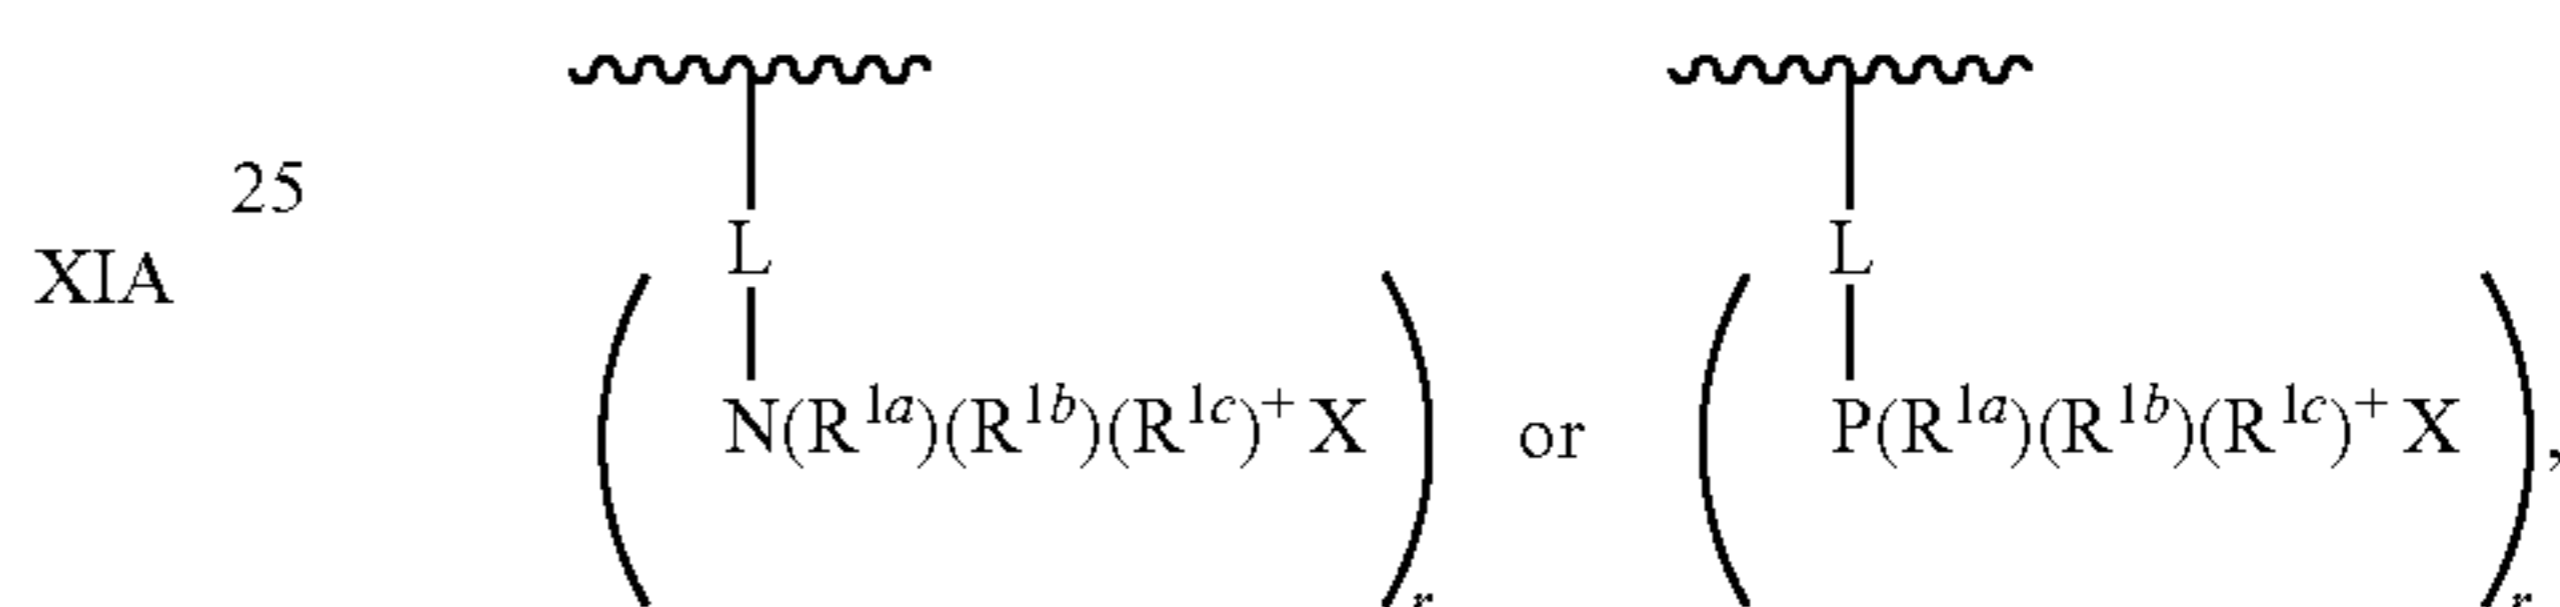 25
XIA
L L
N(R¹ᵃ)(R¹ᵇ)(R¹ᶜ)⁺ X or P(R¹ᵃ)(R¹ᵇ)(R¹ᶜ)⁺ X ,
r r